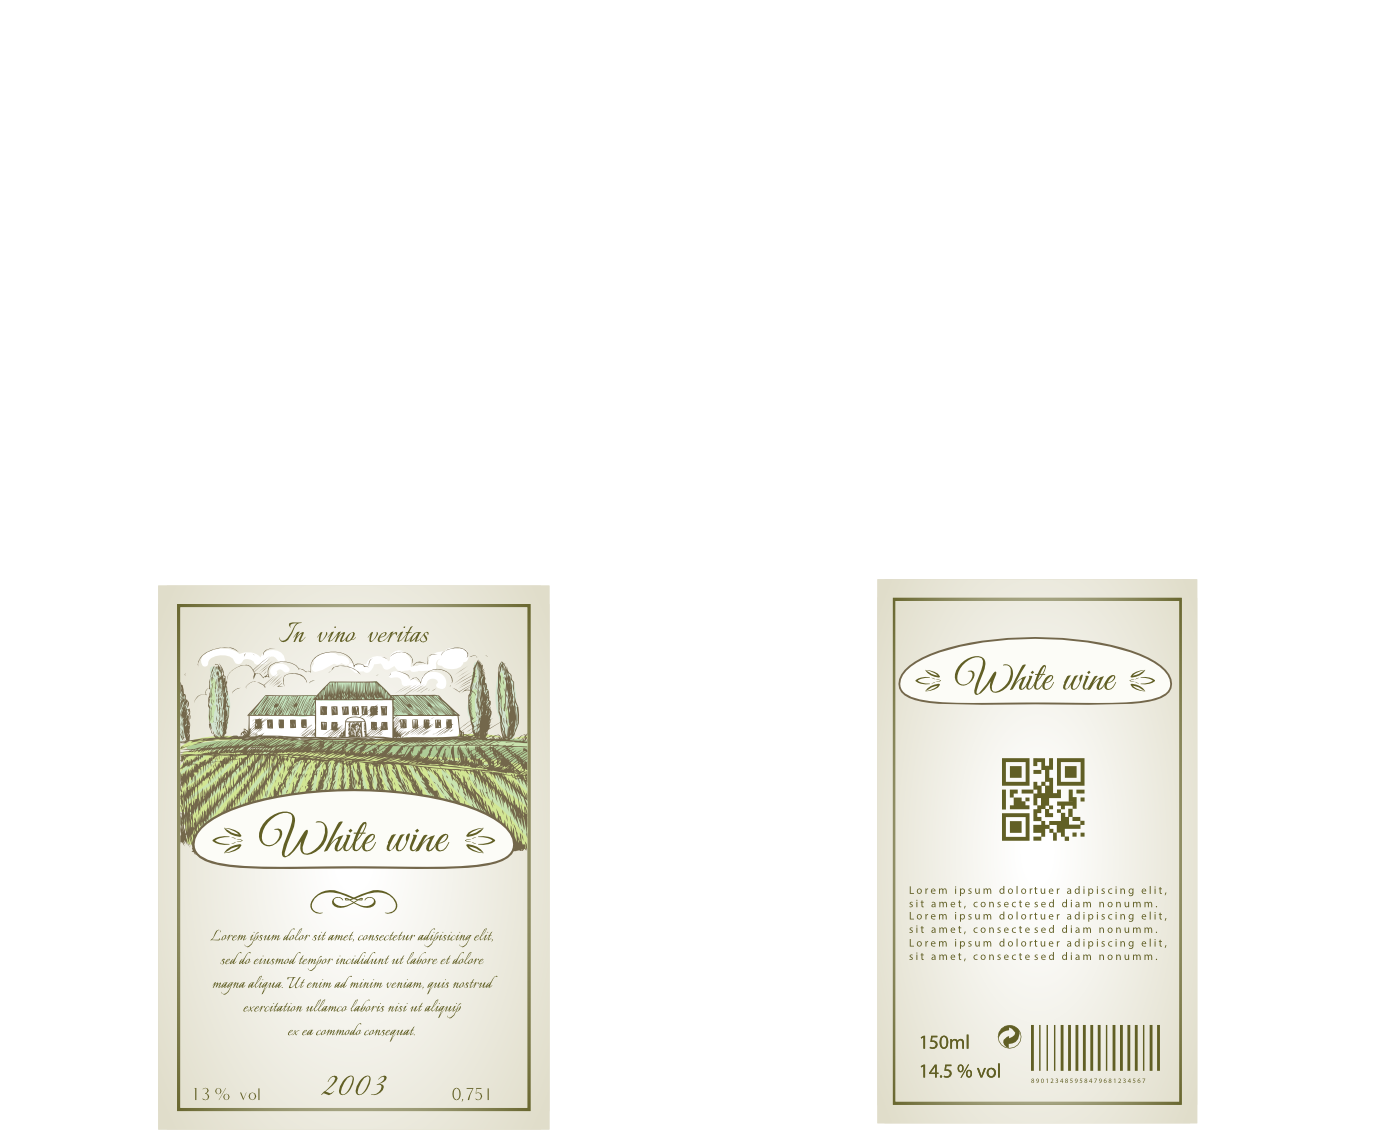 In vino veritas
White wine
Lorem ipsum dolor sit amet, consectetur adipisicing elit,
sed do eiusmod tempor incididunt ut labore et dolore
magna aliqua. Ut enim ad minim veniam, quis nostrud
exercitation ullamco laboris nisi ut aliquip
ex ea commodo consequat.
13 % vol
2003
0,75 l
White wine
Lorem ipsum dolortuer adipiscing elit,
sit amet, consecte sed diam nonumm.
Lorem ipsum dolortuer adipiscing elit,
sit amet, consecte sed diam nonumm.
Lorem ipsum dolortuer adipiscing elit,
sit amet, consecte sed diam nonumm.
150ml
14.5 % vol
8901234859584796812345​67